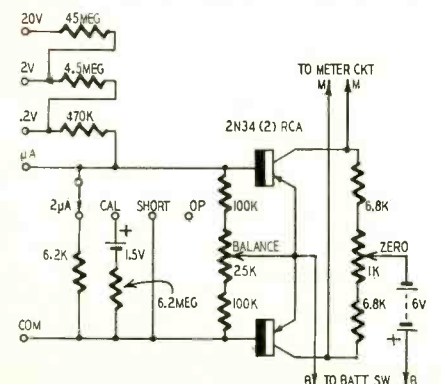 20V
45MEG
2V
4.5MEG
.2V
470K
TO METER CKT
M
M
2N34 (2) RCA
μA
2μA
CAL
SHORT
OP
100K
6.8K
+
1.5V
BALANCE
ZERO
6.2K
25K
1K
6.2MEG
6V
100K
6.8K
+
COM
B
TO BATT SW
B